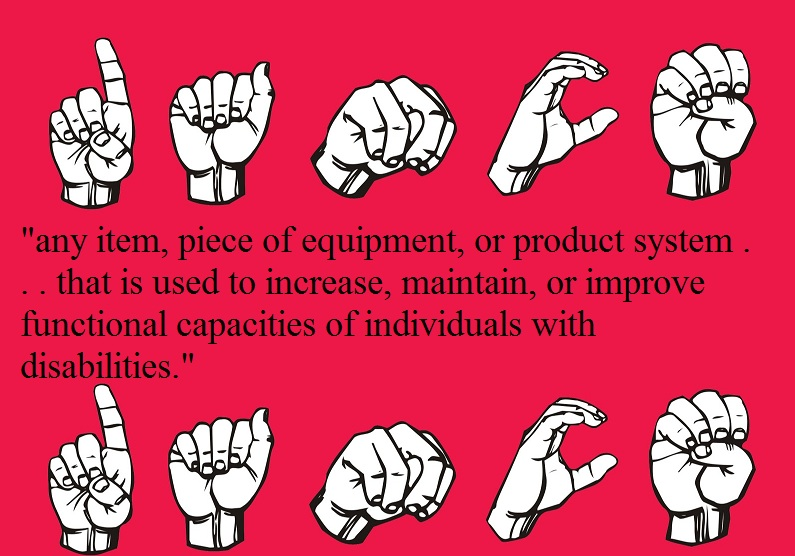 "any item, piece of equipment, or product system .
. . that is used to increase, maintain, or improve
functional capacities of individuals with
disabilities."